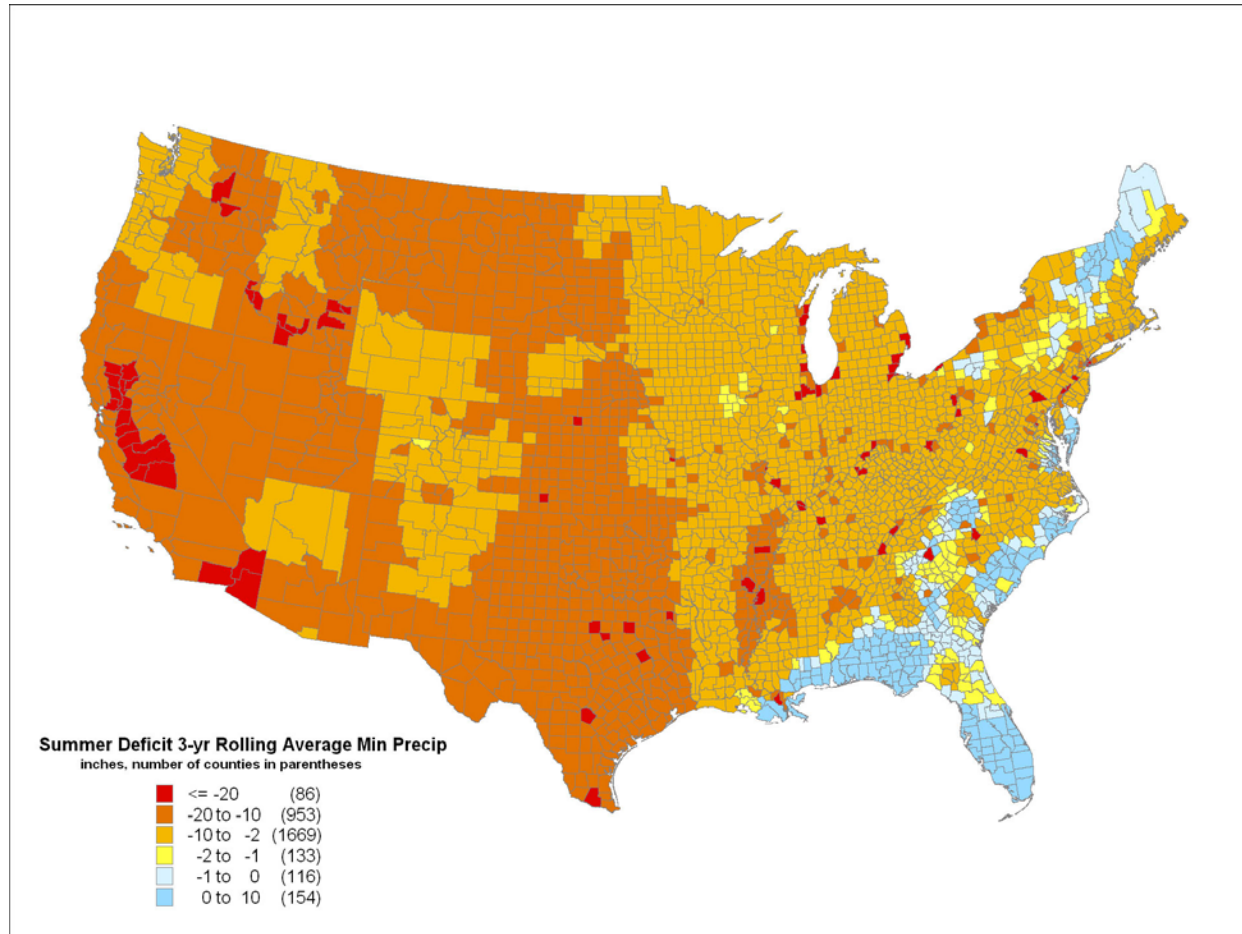 Summer Deficit 3-yr Rolling Average Min Precip
inches, number of counties in parentheses
<= -20 (86)
-20 to -10 (953)
-10 to -2 (1669)
-2 to -1 (133)
-1 to 0 (116)
0 to 10 (154)